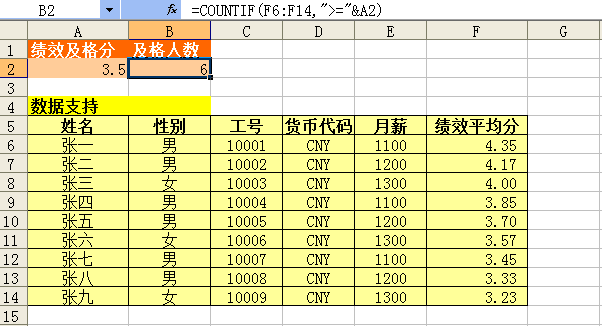 B2 fx =COUNTIF(F6:F14,">="&A2)
A B C D E F G
1 绩效及格分 及格人数
2 3.5 6
3
4 数据支持
5 姓名 性别 工号 货币代码 月薪 绩效平均分
6 张一 男 10001 CNY 1100 4.35
7 张二 男 10002 CNY 1200 4.17
8 张三 女 10003 CNY 1300 4.00
9 张四 男 10004 CNY 1100 3.85
10 张五 男 10005 CNY 1200 3.70
11 张六 女 10006 CNY 1300 3.57
12 张七 男 10007 CNY 1100 3.45
13 张八 男 10008 CNY 1200 3.33
14 张九 女 10009 CNY 1300 3.23
15